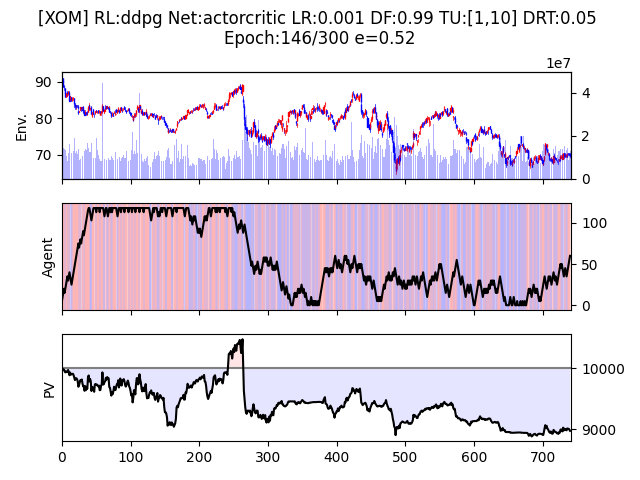 [XOM] RL:ddpg Net:actorcritic LR:0.001 DF:0.99 TU:[1,10] DRT:0.05
Epoch:146/300 e=0.52
1e7
90
80
70
Env.
4
2
0
Agent
100
50
0
PV
10000
9000
0 100 200 300 400 500 600 700